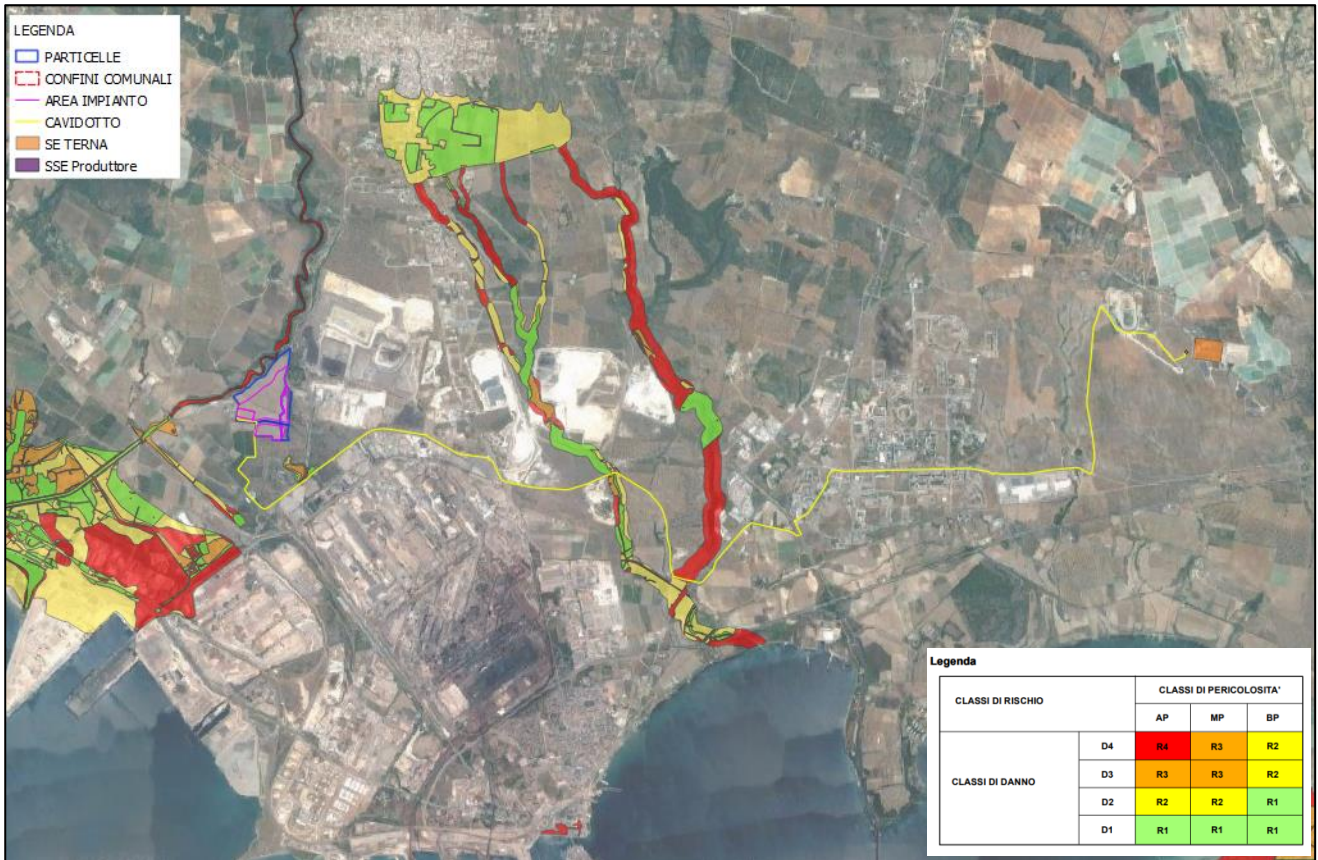 LEGENDA
PARTICELLE
CONFINI COMUNALI
AREA IMPIANTO
CAVIDOTTO
SE TERNA
SSE Produttore
Legenda
CLASSI DI RISCHIO
CLASSI DI PERICOLOSITA'
AP MP BP
CLASSI DI DANNO
D4 R4 R3 R2
D3 R3 R3 R2
D2 R2 R2 R1
D1 R1 R1 R1